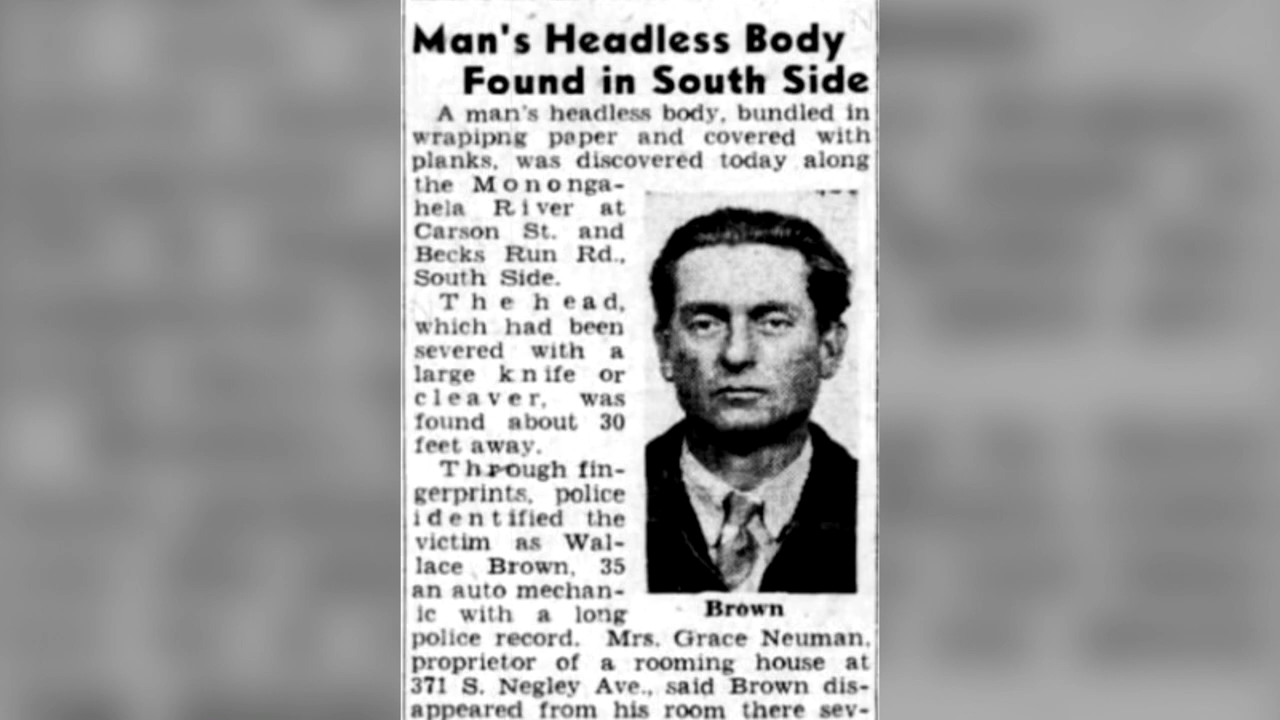 Man's Headless Body
Found in South Side
A man's headless body, bundled in
wrapipng paper and covered with
planks, was discovered today along
the Mononga-
hela River at
Carson St. and
Becks Run Rd.,
South Side.
The head,
which had been
severed with a
large knife or
cleaver, was
found about 30
feet away.
Through fin-
gerprints, police
identified the
victim as Wal-
lace Brown, 35
an auto mechan-
ic with a long
Brown
police record. Mrs. Grace Neuman,
proprietor of a rooming house at
371 S. Negley Ave., said Brown dis-
appeared from his room there sev-